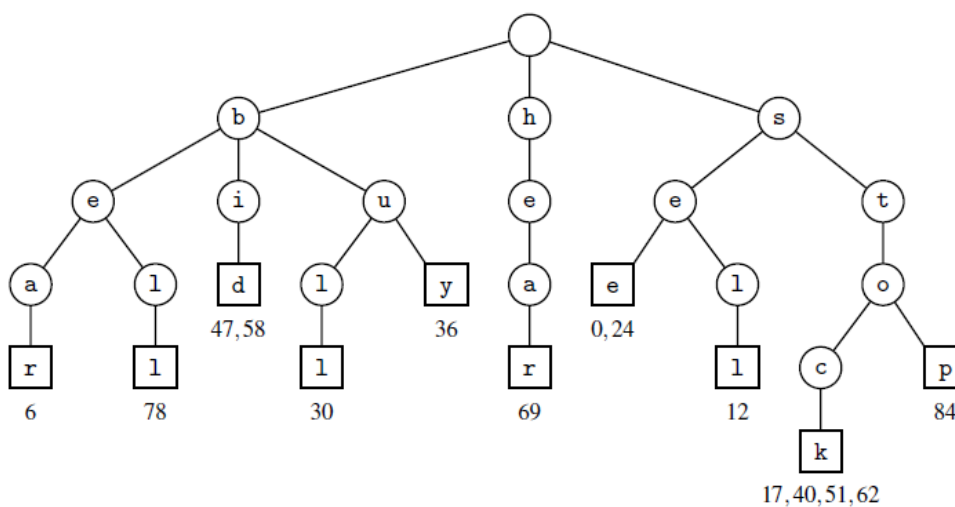 b h s
e i u e e t
a l d l y a e l o
47,58 36 0,24
r l l r l c p
6 78 30 69 12 84
k
17,40,51,62